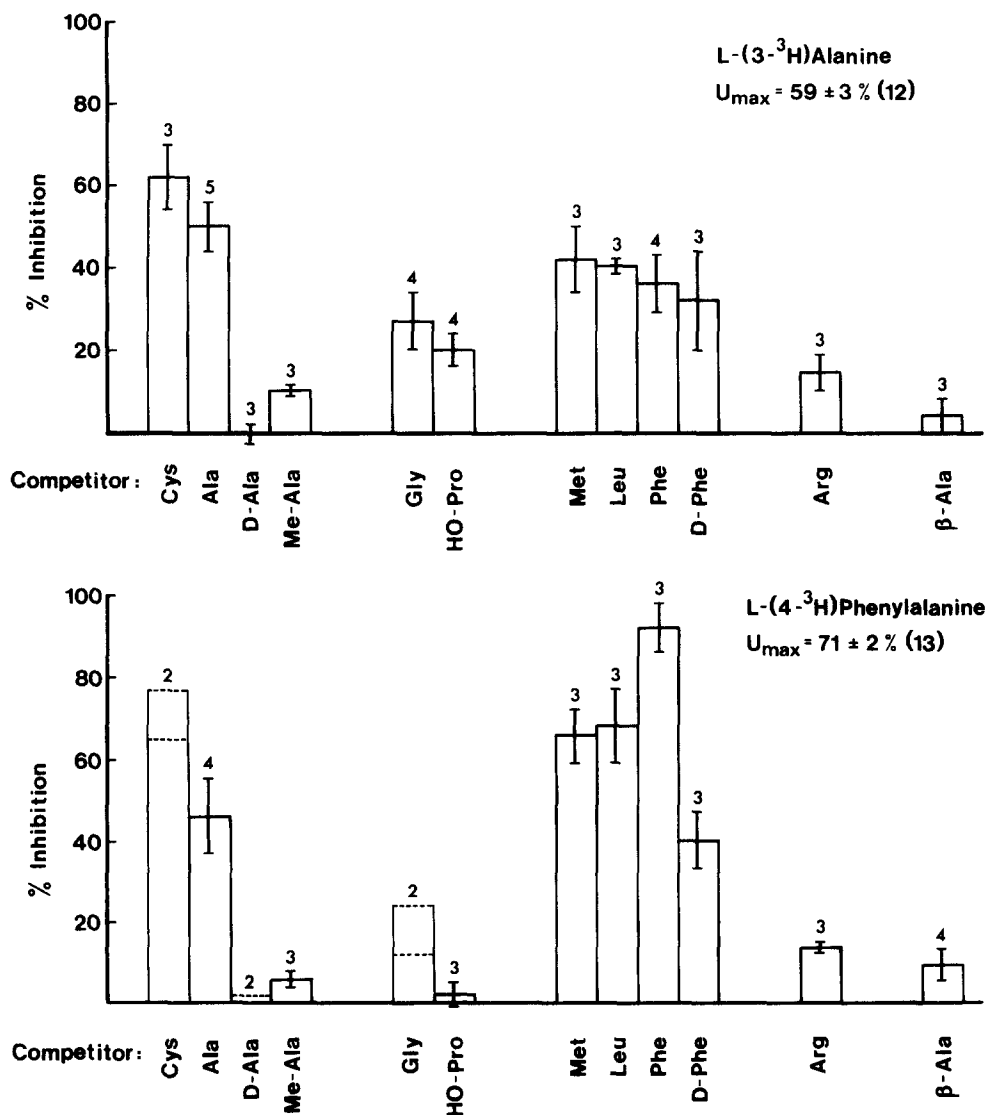 L-(3-³H)Alanine
Umax = 59 ± 3 % (12)
% Inhibition
100
80
60
40
20
3
5
3
3
4
4
3
3
4
3
3
3
Competitor:
Cys
Ala
D-Ala
Me-Ala
Gly
HO-Pro
Met
Leu
Phe
D-Phe
Arg
β-Ala
L-(4-³H)Phenylalanine
Umax = 71 ± 2 % (13)
% Inhibition
100
80
60
40
20
2
4
2
3
2
3
3
3
3
3
3
4
Competitor:
Cys
Ala
D-Ala
Me-Ala
Gly
HO-Pro
Met
Leu
Phe
D-Phe
Arg
β-Ala